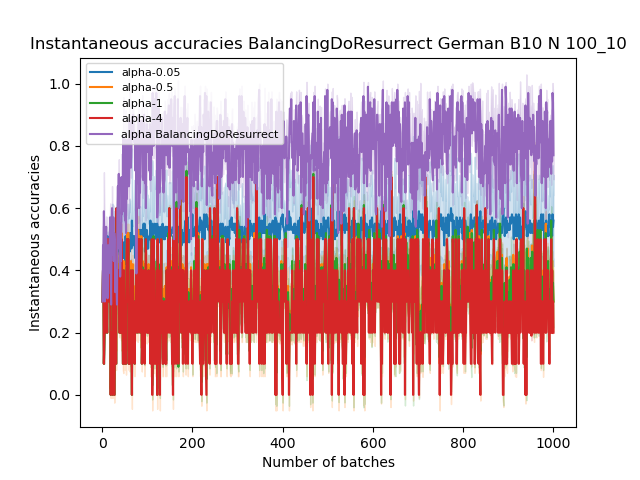 Instantaneous accuracies BalancingDoResurrect German B10 N 100_10
alpha-0.05
alpha-0.5
alpha-1
alpha-4
alpha BalancingDoResurrect
1.0
0.8
0.6
0.4
0.2
0.0
Instantaneous accuracies
0
200
400
600
800
1000
Number of batches